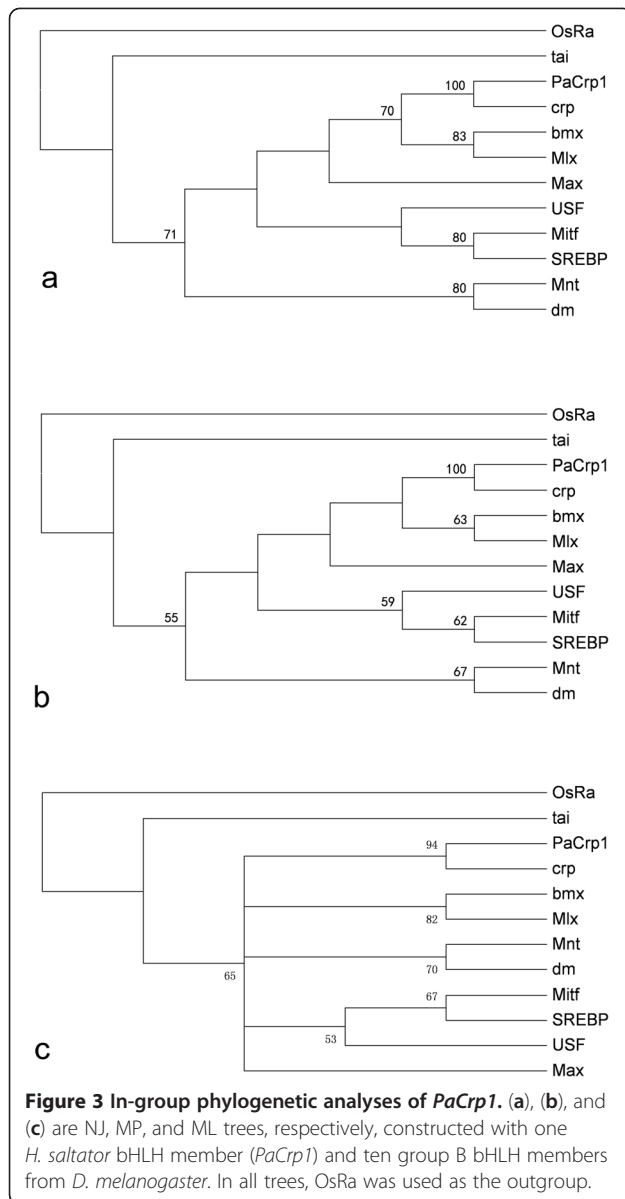 OsRa
tai
100
PaCrp1
crp
70
83
bmx
Mlx
Max
USF
71
80
Mitf
SREBP
a
80
Mnt
dm
OsRa
tai
100
PaCrp1
crp
63
bmx
Mlx
Max
59
USF
55
62
Mitf
SREBP
67
Mnt
dm
b
OsRa
tai
94
PaCrp1
crp
bmx
82
Mlx
Mnt
65
70
dm
67
Mitf
SREBP
53
USF
c
Max
Figure 3 In-group phylogenetic analyses of PaCrp1. (a), (b), and
(c) are NJ, MP, and ML trees, respectively, constructed with one
H. saltator bHLH member (PaCrp1) and ten group B bHLH members
from D. melanogaster. In all trees, OsRa was used as the outgroup.